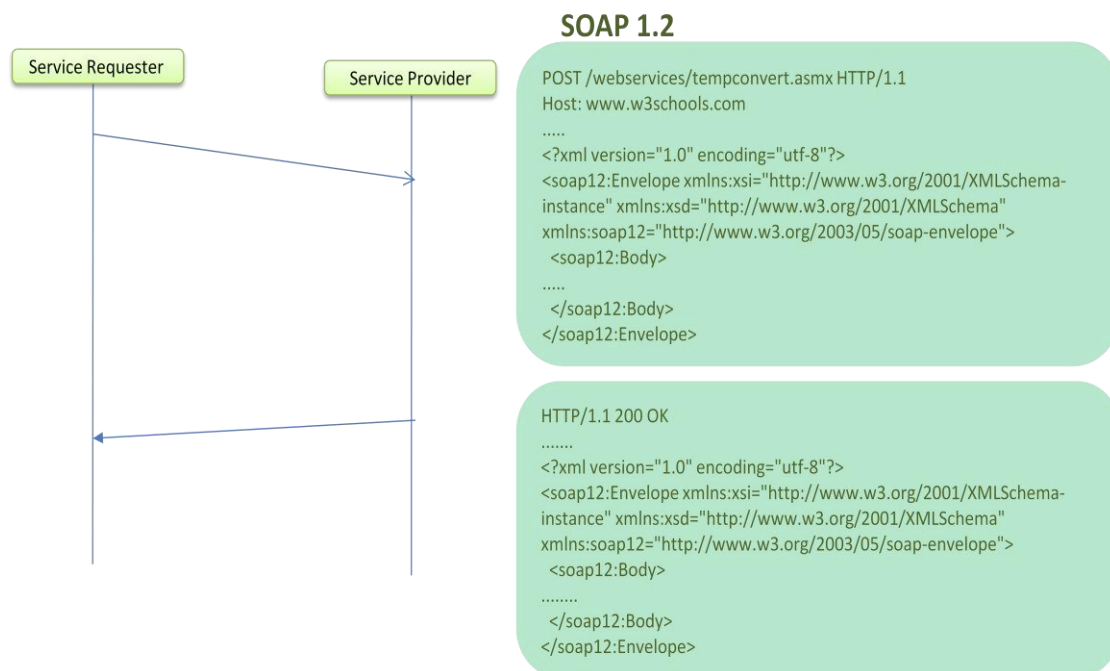 SOAP 1.2
Service Requester
Service Provider
POST /webservices/tempconvert.asmx HTTP/1.1
Host: www.w3schools.com
.....
<?xml version="1.0" encoding="utf-8"?>
<soap12:Envelope xmlns:xsi="http://www.w3.org/2001/XMLSchema-
instance" xmlns:xsd="http://www.w3.org/2001/XMLSchema"
xmlns:soap12="http://www.w3.org/2003/05/soap-envelope">
<soap12:Body>
.....
</soap12:Body>
</soap12:Envelope>
HTTP/1.1 200 OK
.......
<?xml version="1.0" encoding="utf-8"?>
<soap12:Envelope xmlns:xsi="http://www.w3.org/2001/XMLSchema-
instance" xmlns:xsd="http://www.w3.org/2001/XMLSchema"
xmlns:soap12="http://www.w3.org/2003/05/soap-envelope">
<soap12:Body>
........
</soap12:Body>
</soap12:Envelope>